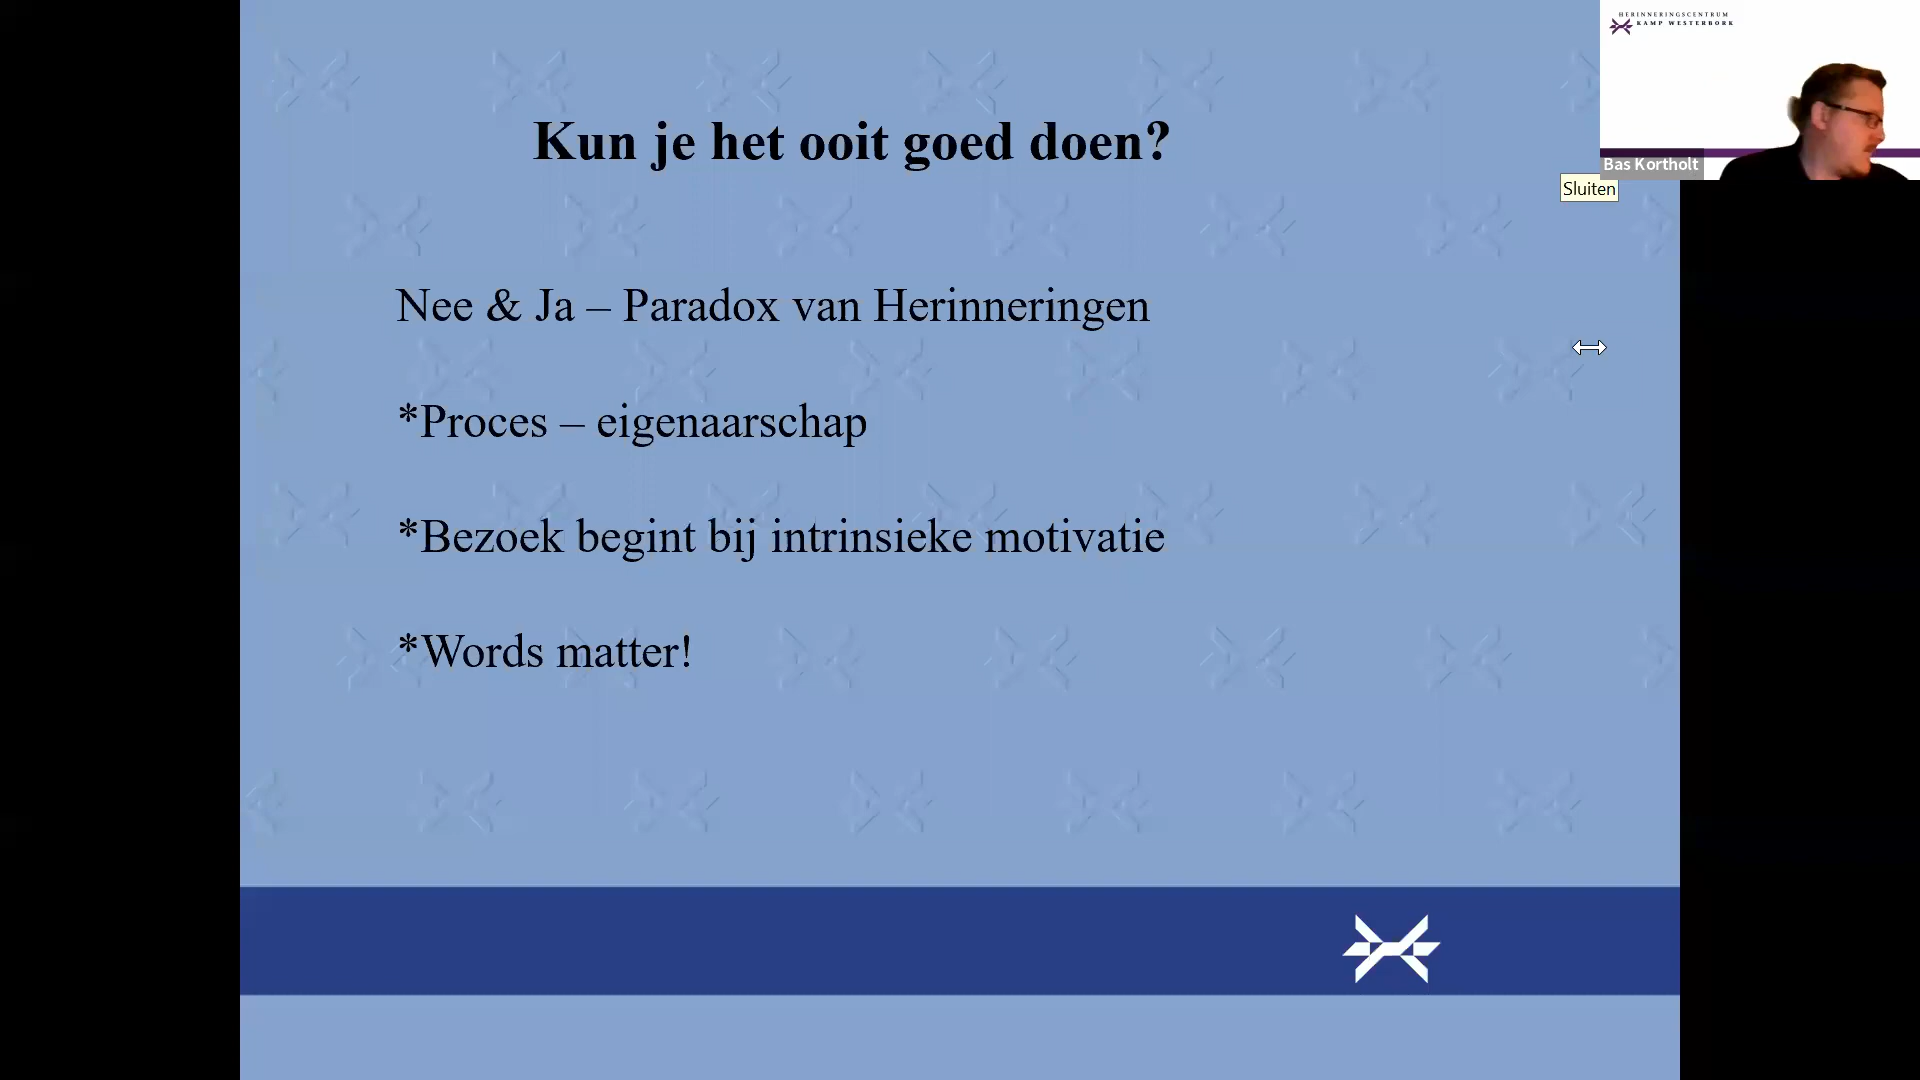 HERINNERINGSCENTRUM
KAMP WESTERBORK
Kun je het ooit goed doen?
Bas Kortholt
Sluiten
Nee & Ja – Paradox van Herinneringen
*Proces – eigenaarschap
*Bezoek begint bij intrinsieke motivatie
*Words matter!